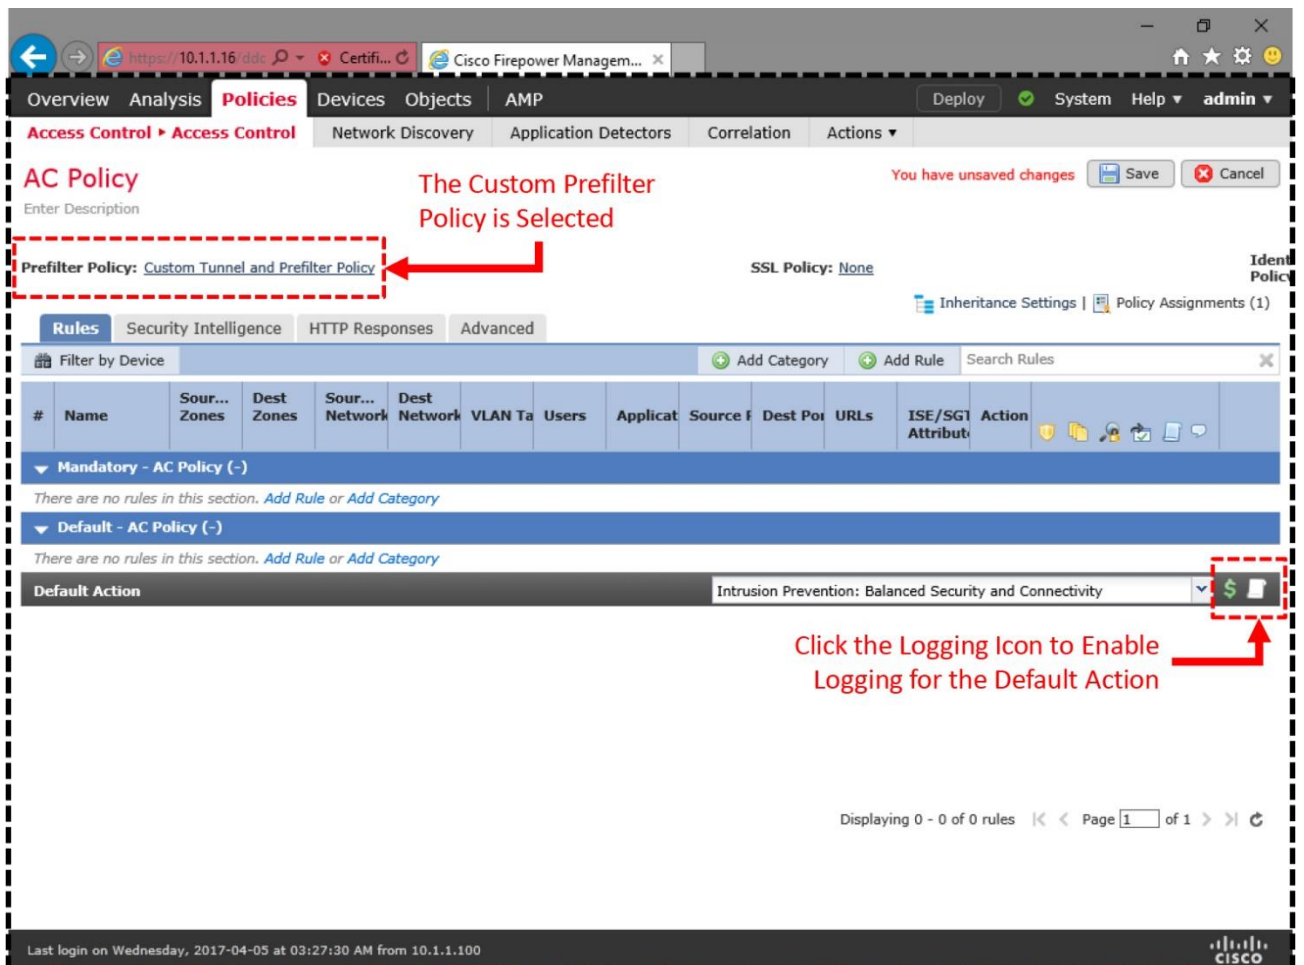 https://10.1.1.16/ddc
Certifi...
Cisco Firepower Managem...
Overview Analysis Policies Devices Objects AMP Deploy System Help admin
Access Control ▸ Access Control Network Discovery Application Detectors Correlation Actions
AC Policy
Enter Description
The Custom Prefilter
Policy is Selected
You have unsaved changes Save Cancel
Prefilter Policy: Custom Tunnel and Prefilter Policy SSL Policy: None Ident
Polic
Inheritance Settings | Policy Assignments (1)
Rules Security Intelligence HTTP Responses Advanced
Filter by Device Add Category Add Rule Search Rules
# Name Sour... Zones Dest Zones Sour... Network Dest Network VLAN Ta Users Applicat Source P Dest Por URLs ISE/SGT Attribute Action
Mandatory - AC Policy (-)
There are no rules in this section. Add Rule or Add Category
Default - AC Policy (-)
There are no rules in this section. Add Rule or Add Category
Default Action Intrusion Prevention: Balanced Security and Connectivity $
Click the Logging Icon to Enable
Logging for the Default Action
Displaying 0 - 0 of 0 rules Page 1 of 1
Last login on Wednesday, 2017-04-05 at 03:27:30 AM from 10.1.1.100
CISCO